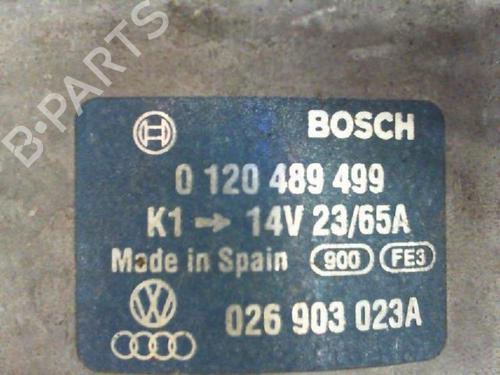 B-PARTS
BOSCH
0 120 489 499
K1 → 14V 23/65A
Made in Spain 900 FE3
026 903 023A